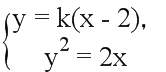 y = k(x - 2),
y² = 2x